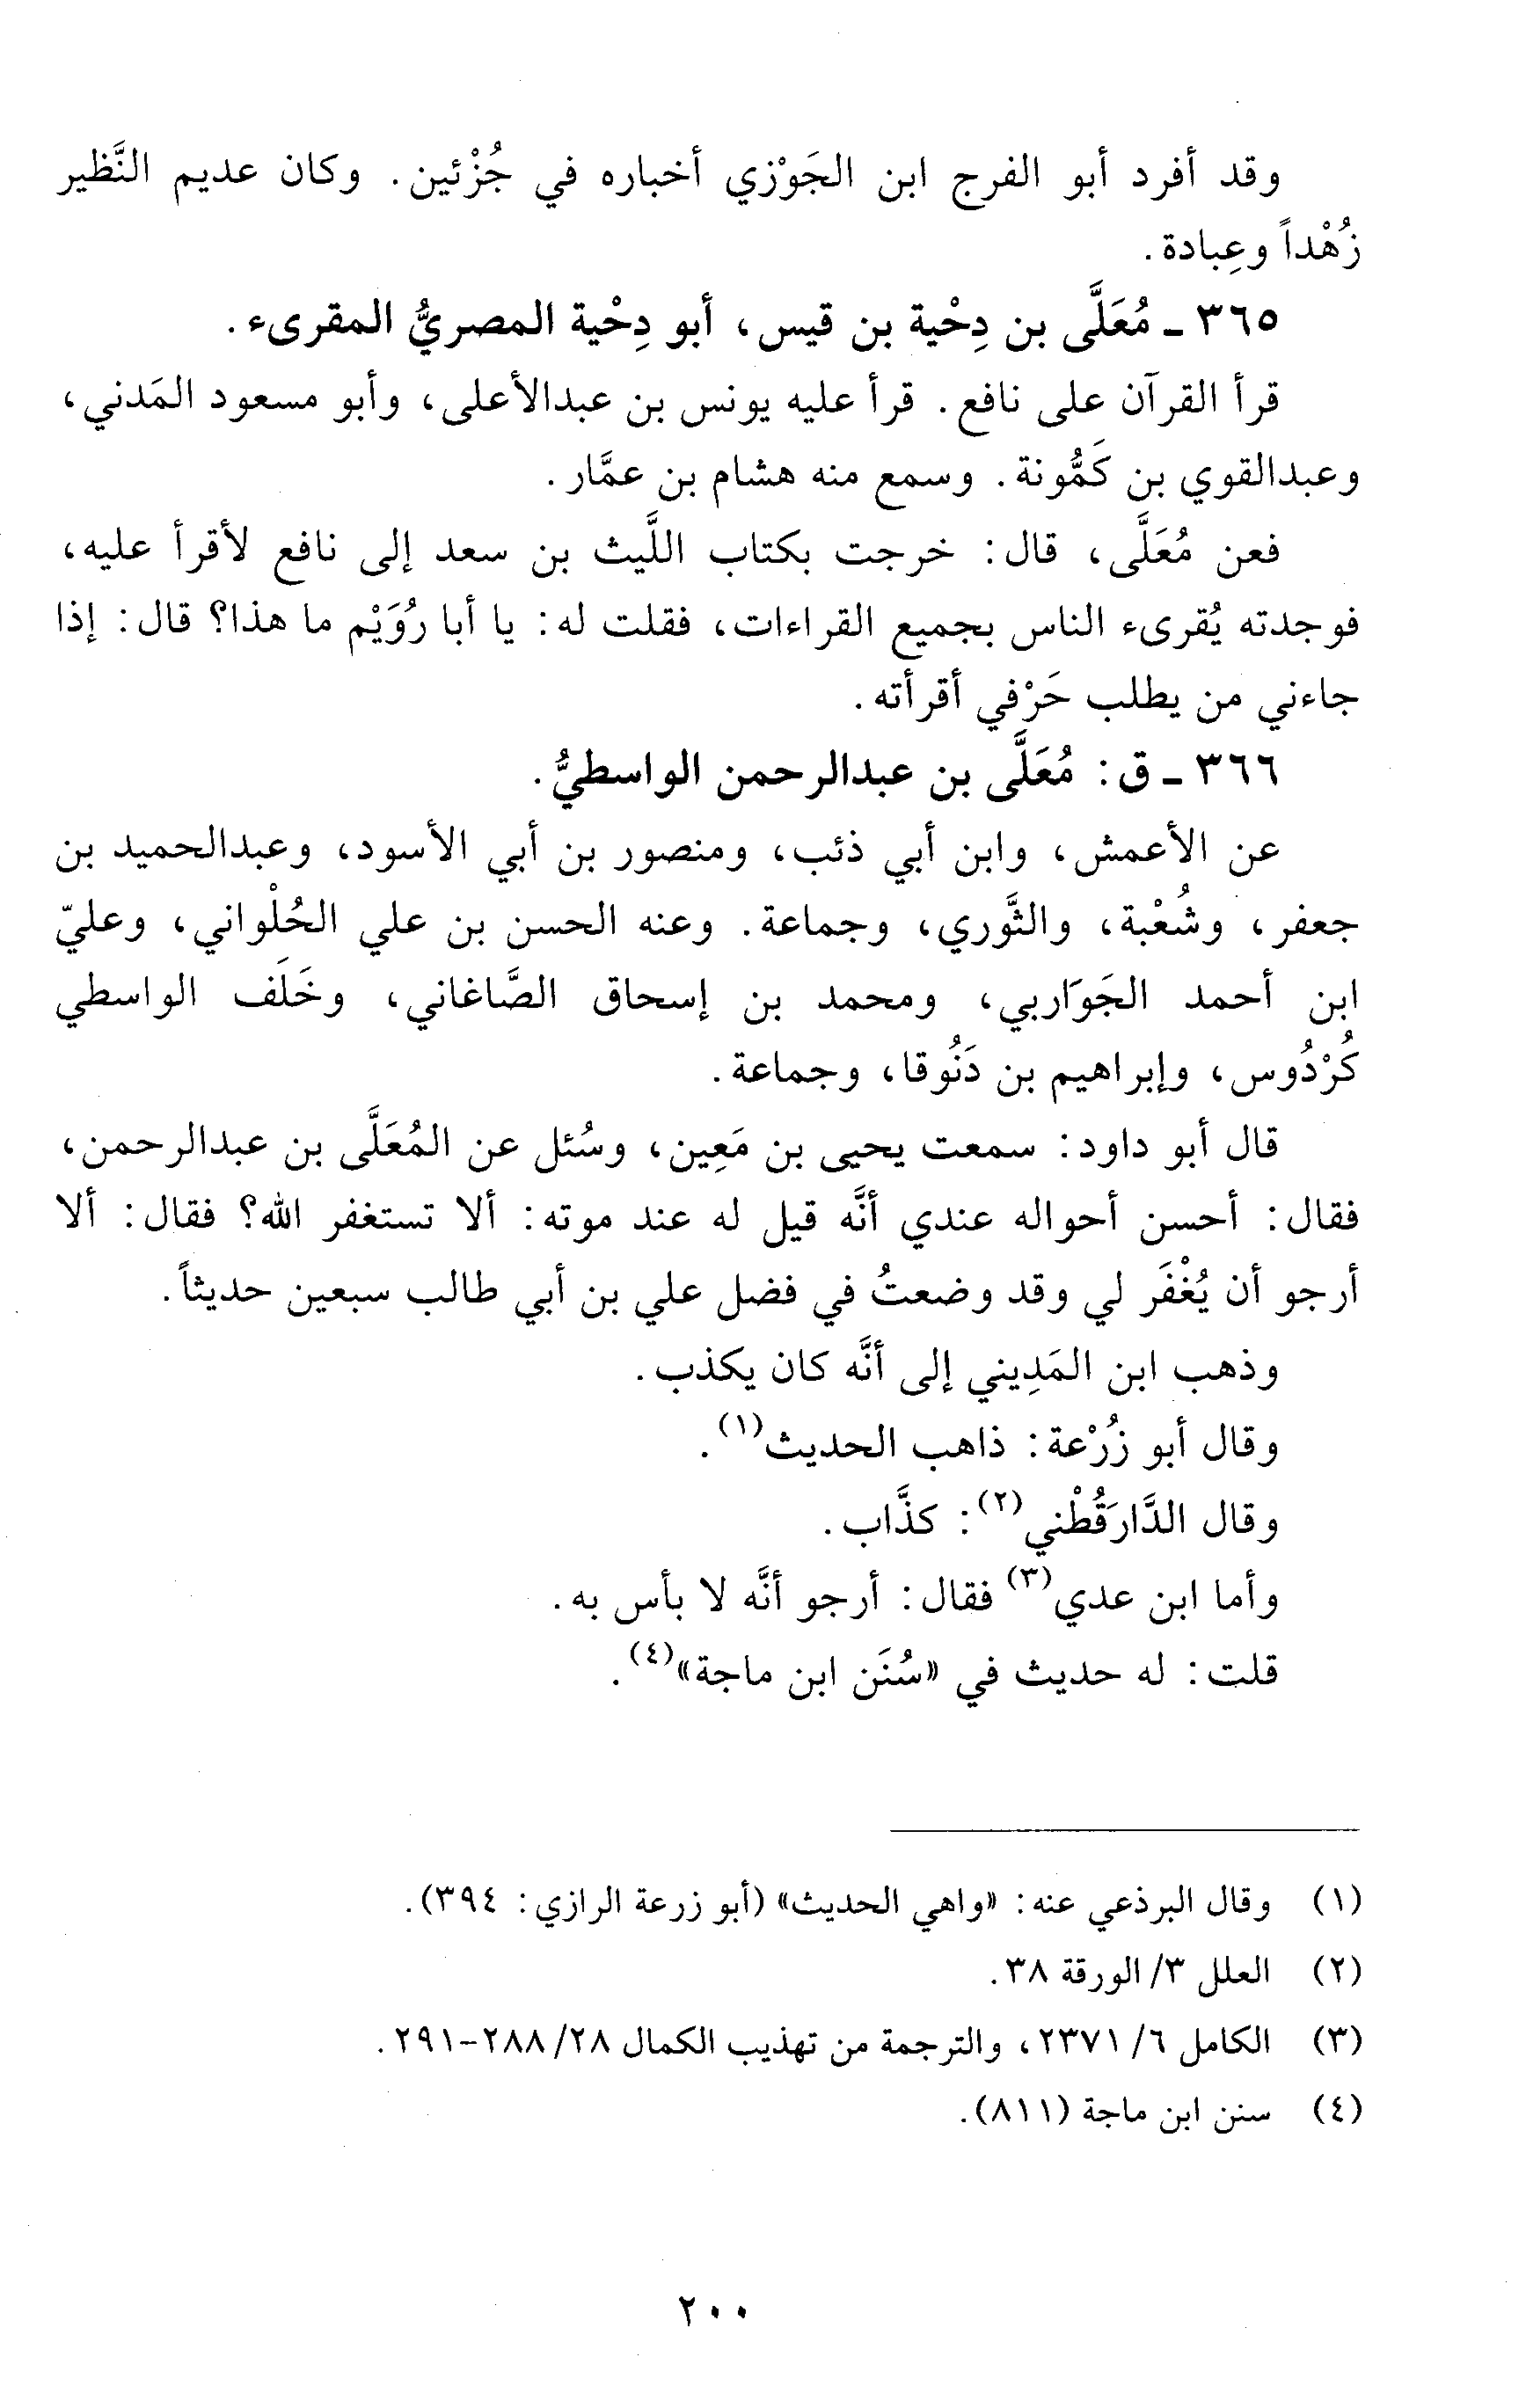 وقد أفرد أبو الفرج ابن الجَوْزي أخباره في جُزْئين. وكان عديم النَّظير
زُهْداً وعِبادة.
٣٦٥ ـ مُعَلَّى بن دِحْية بن قيس، أبو دِحْية المصريُّ المقرىء.
قرأ القرآن على نافع. قرأ عليه يونس بن عبدالأعلى، وأبو مسعود المَدني،
وعبدالقوي بن كَمُّونة. وسمع منه هشام بن عمَّار.
فعن مُعَلَّى، قال: خرجت بكتاب اللَّيث بن سعد إلى نافع لأقرأ عليه،
فوجدته يُقرىء الناس بجميع القراءات، فقلت له: يا أبا رُوَيْم ما هذا؟ قال: إذا
جاءني من يطلب حَرْفي أقرأته.
٣٦٦ ـ ق: مُعَلَّى بن عبدالرحمن الواسطيُّ.
عن الأعمش، وابن أبي ذئب، ومنصور بن أبي الأسود، وعبدالحميد بن
جعفر، وشُعْبة، والثَّوري، وجماعة. وعنه الحسن بن علي الحُلْواني، وعليّ
ابن أحمد الجَوَاربي، ومحمد بن إسحاق الصَّاغاني، وخَلَف الواسطي
كُرْدُوس، وإبراهيم بن دَنُوقا، وجماعة.
قال أبو داود: سمعت يحيى بن مَعِين، وسُئل عن المُعَلَّى بن عبدالرحمن،
فقال: أحسن أحواله عندي أنَّه قيل له عند موته: ألا تستغفر الله؟ فقال: ألا
أرجو أن يُغْفَر لي وقد وضعتُ في فضل علي بن أبي طالب سبعين حديثاً.
وذهب ابن المَدِيني إلى أنَّه كان يكذب.
وقال أبو زُرْعة: ذاهب الحديث(١).
وقال الدَّارَقُطْني(٢): كذَّاب.
وأما ابن عدي(٣) فقال: أرجو أنَّه لا بأس به.
قلت: له حديث في «سُنَن ابن ماجة»(٤).
(١) وقال البرذعي عنه: «واهي الحديث» (أبو زرعة الرازي: ٣٩٤).
(٢) العلل ٣/ الورقة ٣٨.
(٣) الكامل ٦/ ٢٣٧١، والترجمة من تهذيب الكمال ٢٨/ ٢٨٨-٢٩١.
(٤) سنن ابن ماجة (٨١١).
٢٠٠